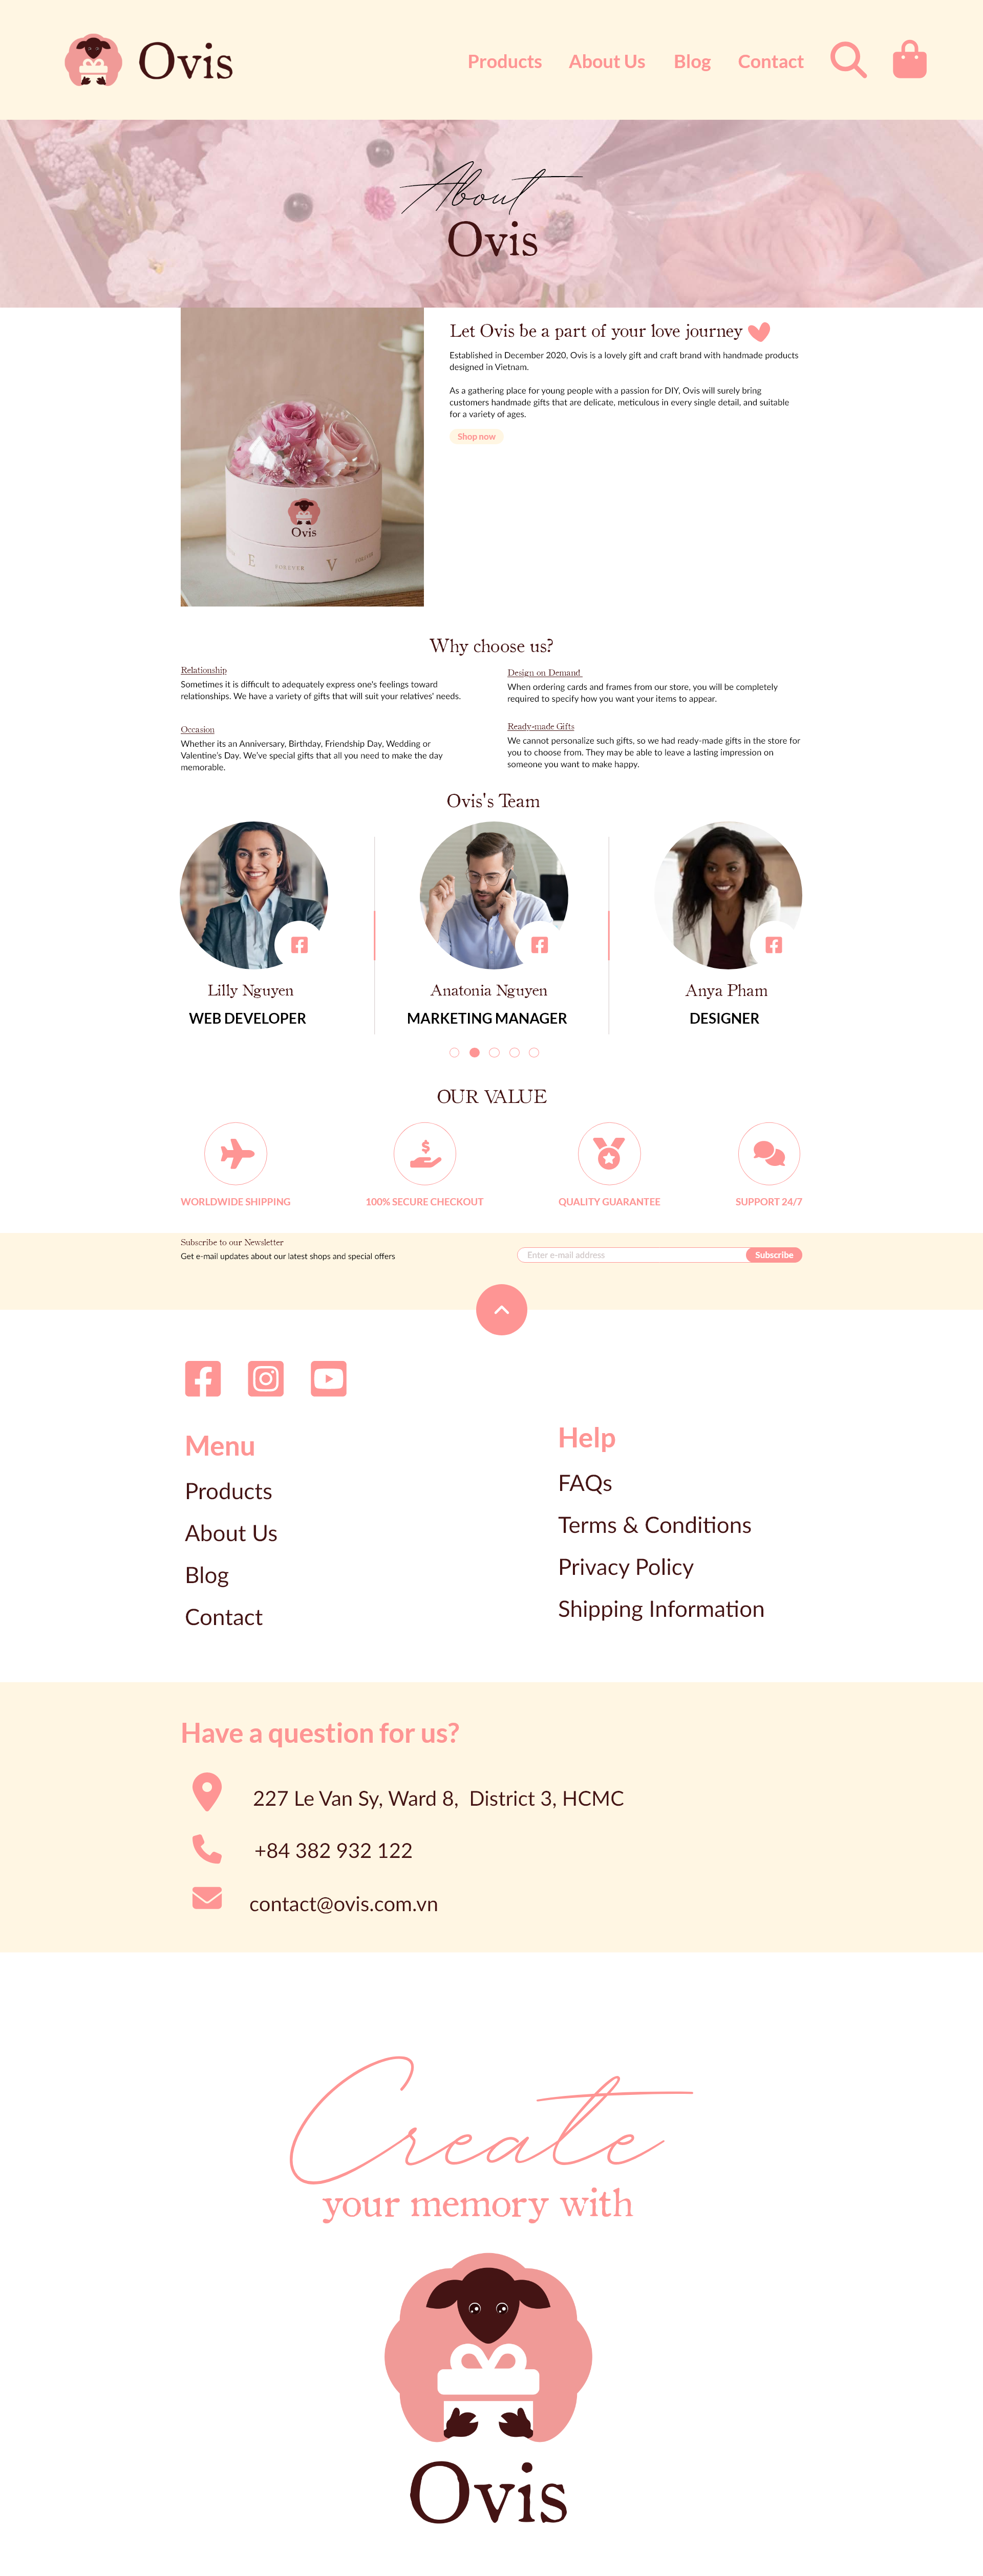 Ovis
Products
About Us
Blog
Contact
About
Ovis
Let Ovis be a part of your love journey
Established in December 2020, Ovis is a lovely gift and craft brand with handmade products
designed in Vietnam.
As a gathering place for young people with a passion for DIY, Ovis will surely bring
customers handmade gifts that are delicate, meticulous in every single detail, and suitable
for a variety of ages.
Shop now
Ovis
E FOREVER V FOREVER
Why choose us?
Relationship
Sometimes it is difficult to adequately express one's feelings toward
relationships. We have a variety of gifts that will suit your relatives' needs.
Occasion
Whether its an Anniversary, Birthday, Friendship Day, Wedding or
Valentine's Day. We've special gifts that all you need to make the day
memorable.
Design on Demand
When ordering cards and frames from our store, you will be completely
required to specify how you want your items to appear.
Ready-made Gifts
We cannot personalize such gifts, so we had ready-made gifts in the store for
you to choose from. They may be able to leave a lasting impression on
someone you want to make happy.
Ovis's Team
Lilly Nguyen
WEB DEVELOPER
Anatonia Nguyen
MARKETING MANAGER
Anya Pham
DESIGNER
OUR VALUE
WORLDWIDE SHIPPING
100% SECURE CHECKOUT
QUALITY GUARANTEE
SUPPORT 24/7
Subscribe to our Newsletter
Get e-mail updates about our latest shops and special offers
Enter e-mail address
Subscribe
Menu
Products
About Us
Blog
Contact
Help
FAQs
Terms & Conditions
Privacy Policy
Shipping Information
Have a question for us?
227 Le Van Sy, Ward 8, District 3, HCMC
+84 382 932 122
contact@ovis.com.vn
Create
your memory with
Ovis